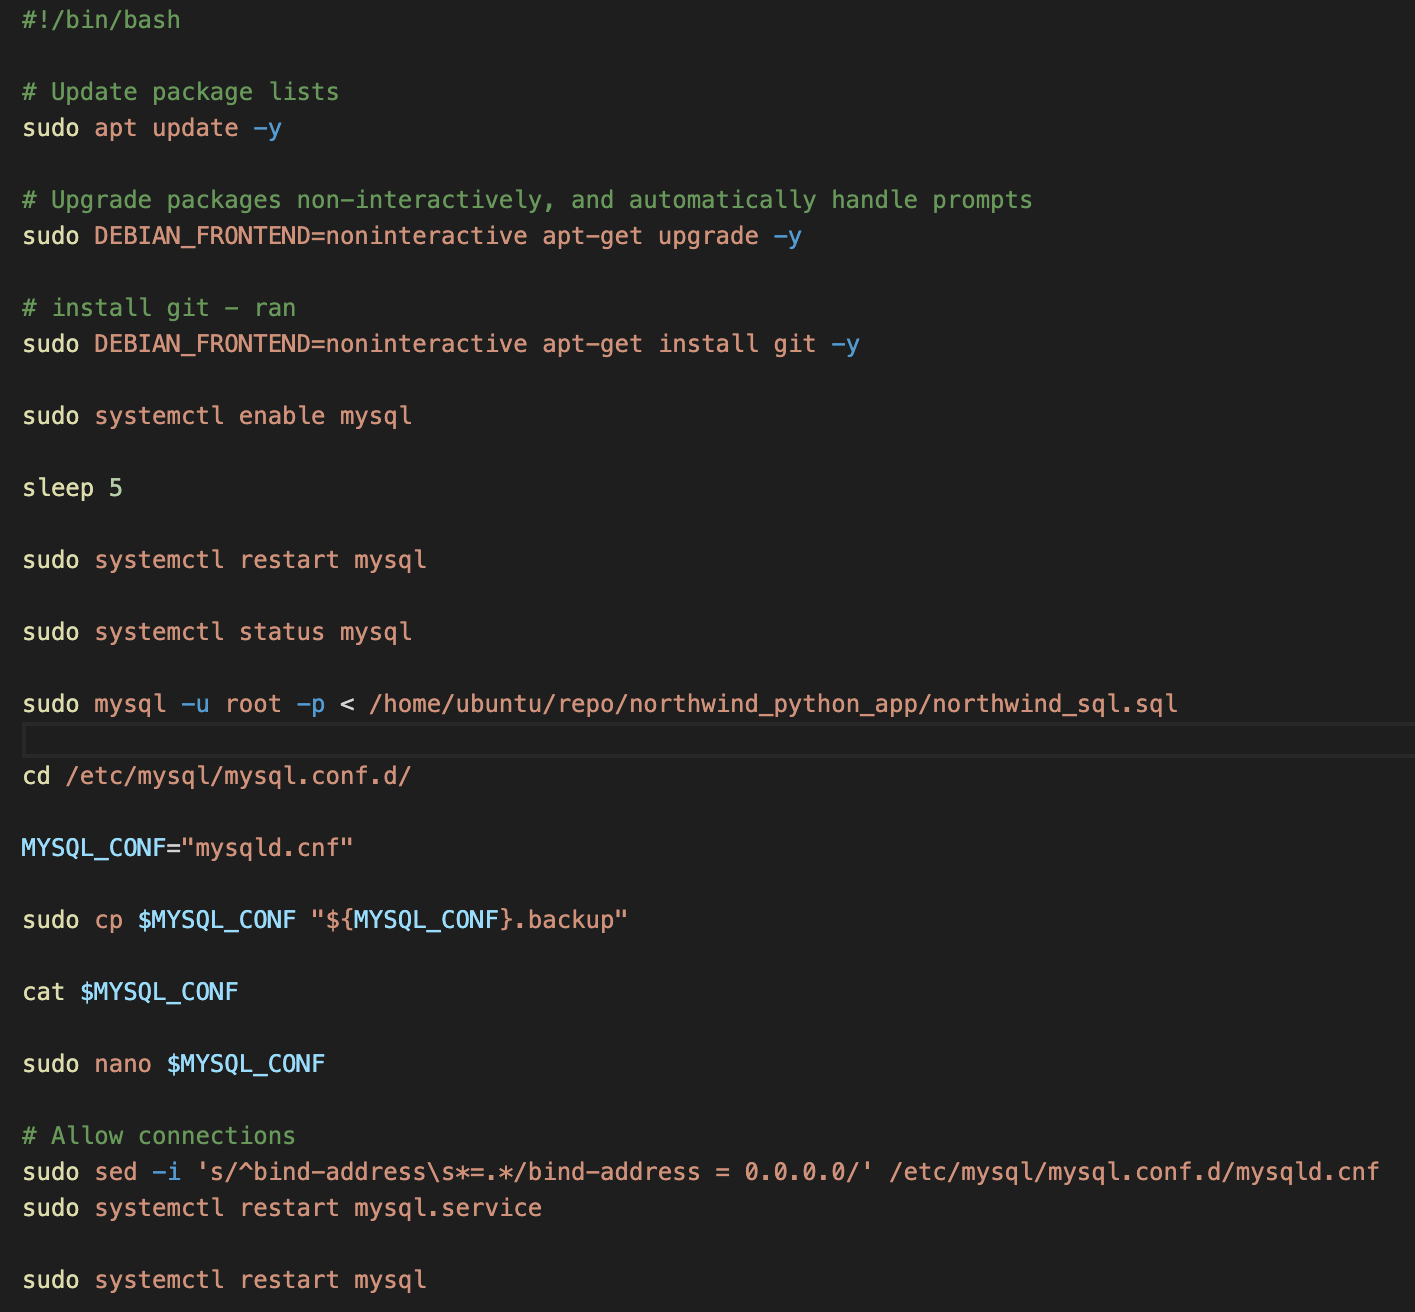 #!/bin/bash
# Update package lists
sudo apt update -y
# Upgrade packages non-interactively, and automatically handle prompts
sudo DEBIAN_FRONTEND=noninteractive apt-get upgrade -y
# install git - ran
sudo DEBIAN_FRONTEND=noninteractive apt-get install git -y
sudo systemctl enable mysql
sleep 5
sudo systemctl restart mysql
sudo systemctl status mysql
sudo mysql -u root -p < /home/ubuntu/repo/northwind_python_app/northwind_sql.sql
cd /etc/mysql/mysql.conf.d/
MYSQL_CONF="mysqld.cnf"
sudo cp $MYSQL_CONF "${MYSQL_CONF}.backup"
cat $MYSQL_CONF
sudo nano $MYSQL_CONF
# Allow connections
sudo sed -i 's/^bind-address\s*=.*/bind-address = 0.0.0.0/' /etc/mysql/mysql.conf.d/mysqld.cnf
sudo systemctl restart mysql.service
sudo systemctl restart mysql